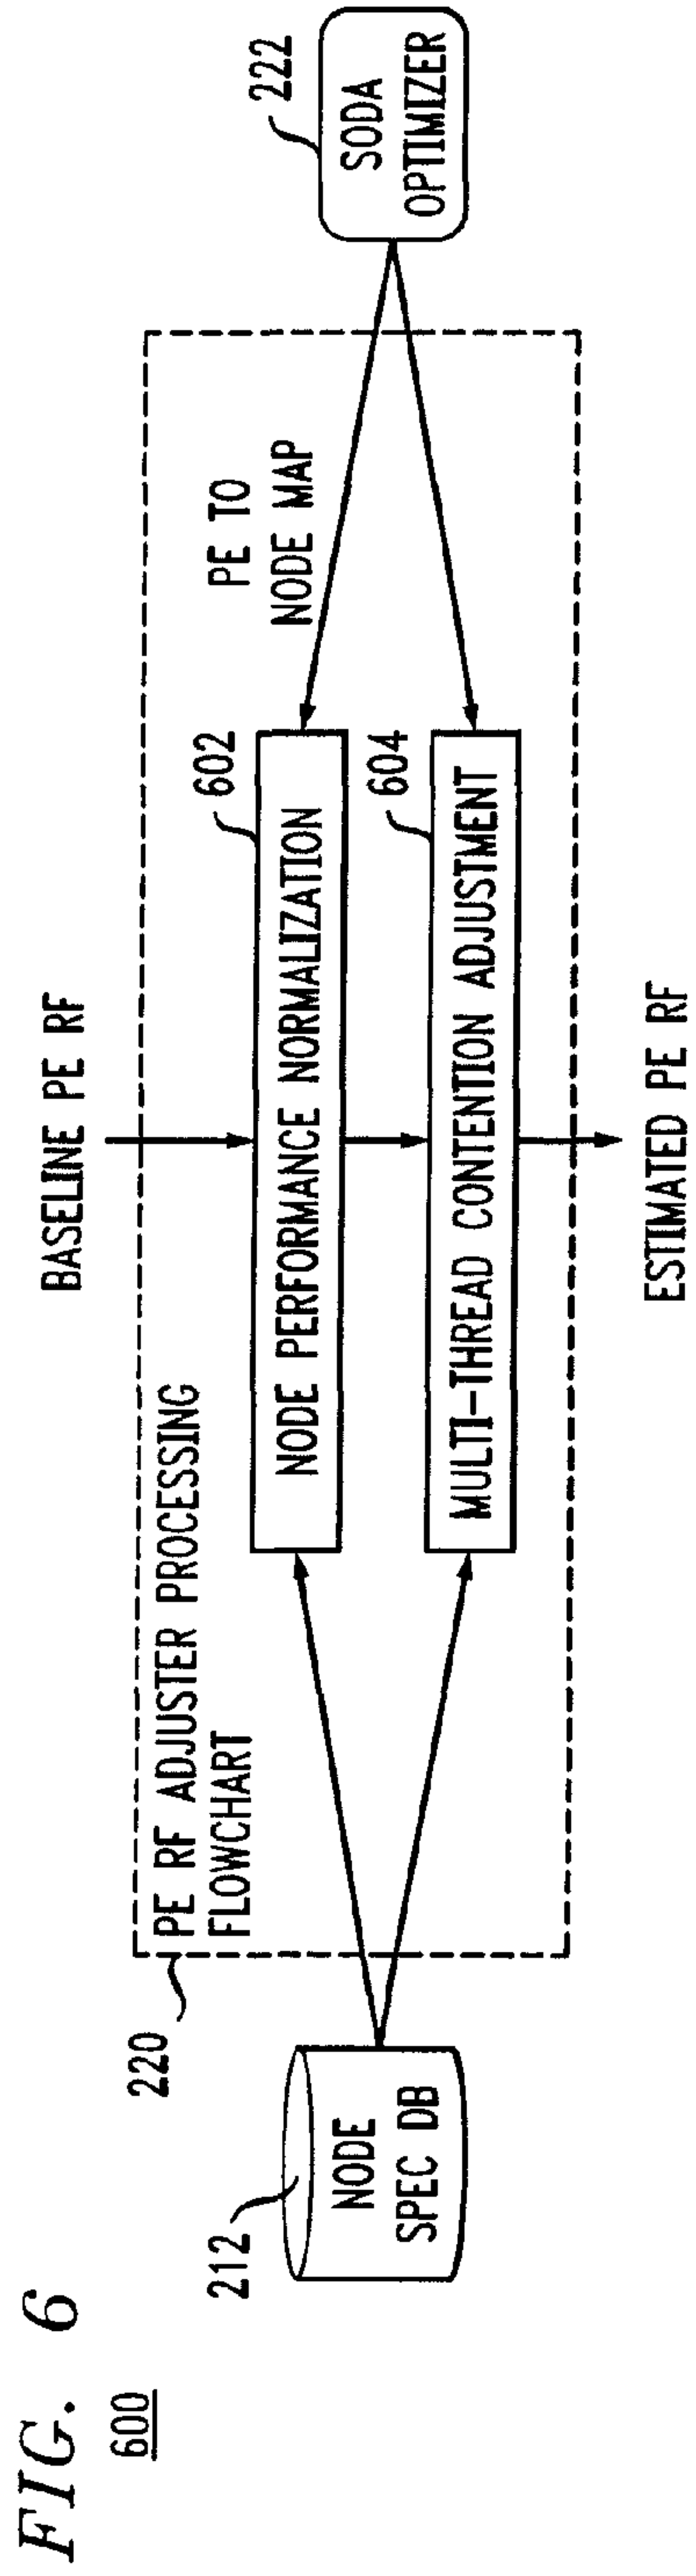 FIG. 6
600
BASELINE PE RF
220
PE RF ADJUSTER PROCESSING
FLOWCHART
212
NODE
SPEC DB
602
NODE PERFORMANCE NORMALIZATION
PE TO
NODE MAP
222
SODA
OPTIMIZER
604
MULTI-THREAD CONTENTION ADJUSTMENT
ESTIMATED PE RF